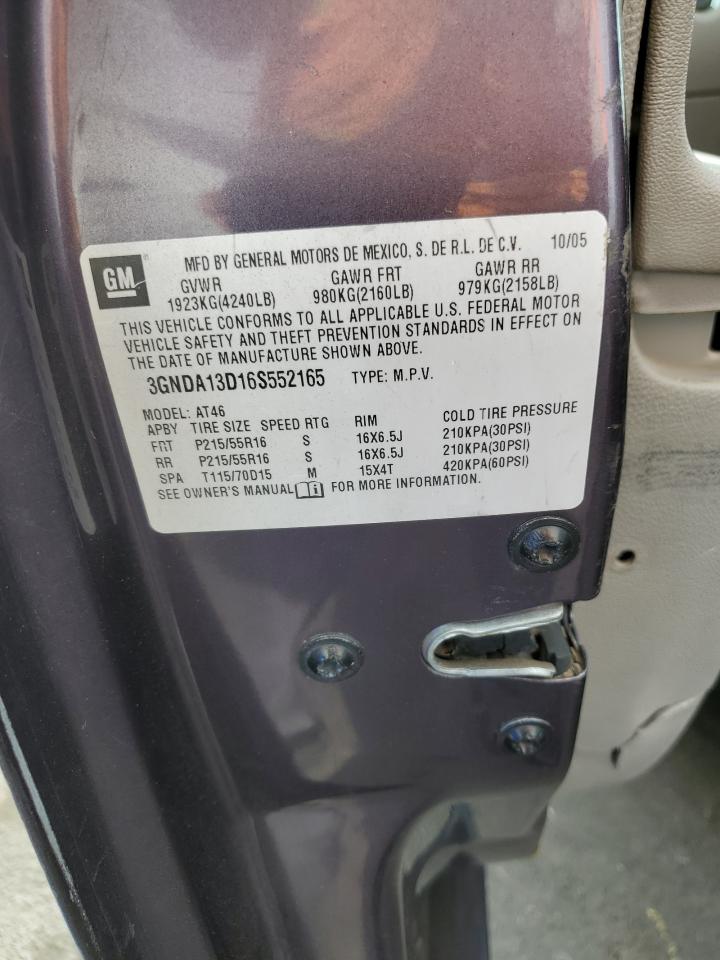 GM
MFD BY GENERAL MOTORS DE MEXICO, S. DE R.L. DE C.V. 10/05
GVWR GAWR FRT GAWR RR
1923KG(4240LB) 980KG(2160LB) 979KG(2158LB)
THIS VEHICLE CONFORMS TO ALL APPLICABLE U.S. FEDERAL MOTOR
VEHICLE SAFETY AND THEFT PREVENTION STANDARDS IN EFFECT ON
THE DATE OF MANUFACTURE SHOWN ABOVE.
3GNDA13D16S552165 TYPE: M.P.V.
MODEL: AT46
APBY TIRE SIZE SPEED RTG RIM COLD TIRE PRESSURE
FRT P215/55R16 S 16X6.5J 210KPA(30PSI)
RR P215/55R16 S 16X6.5J 210KPA(30PSI)
SPA T115/70D15 M 15X4T 420KPA(60PSI)
SEE OWNER'S MANUAL i FOR MORE INFORMATION.